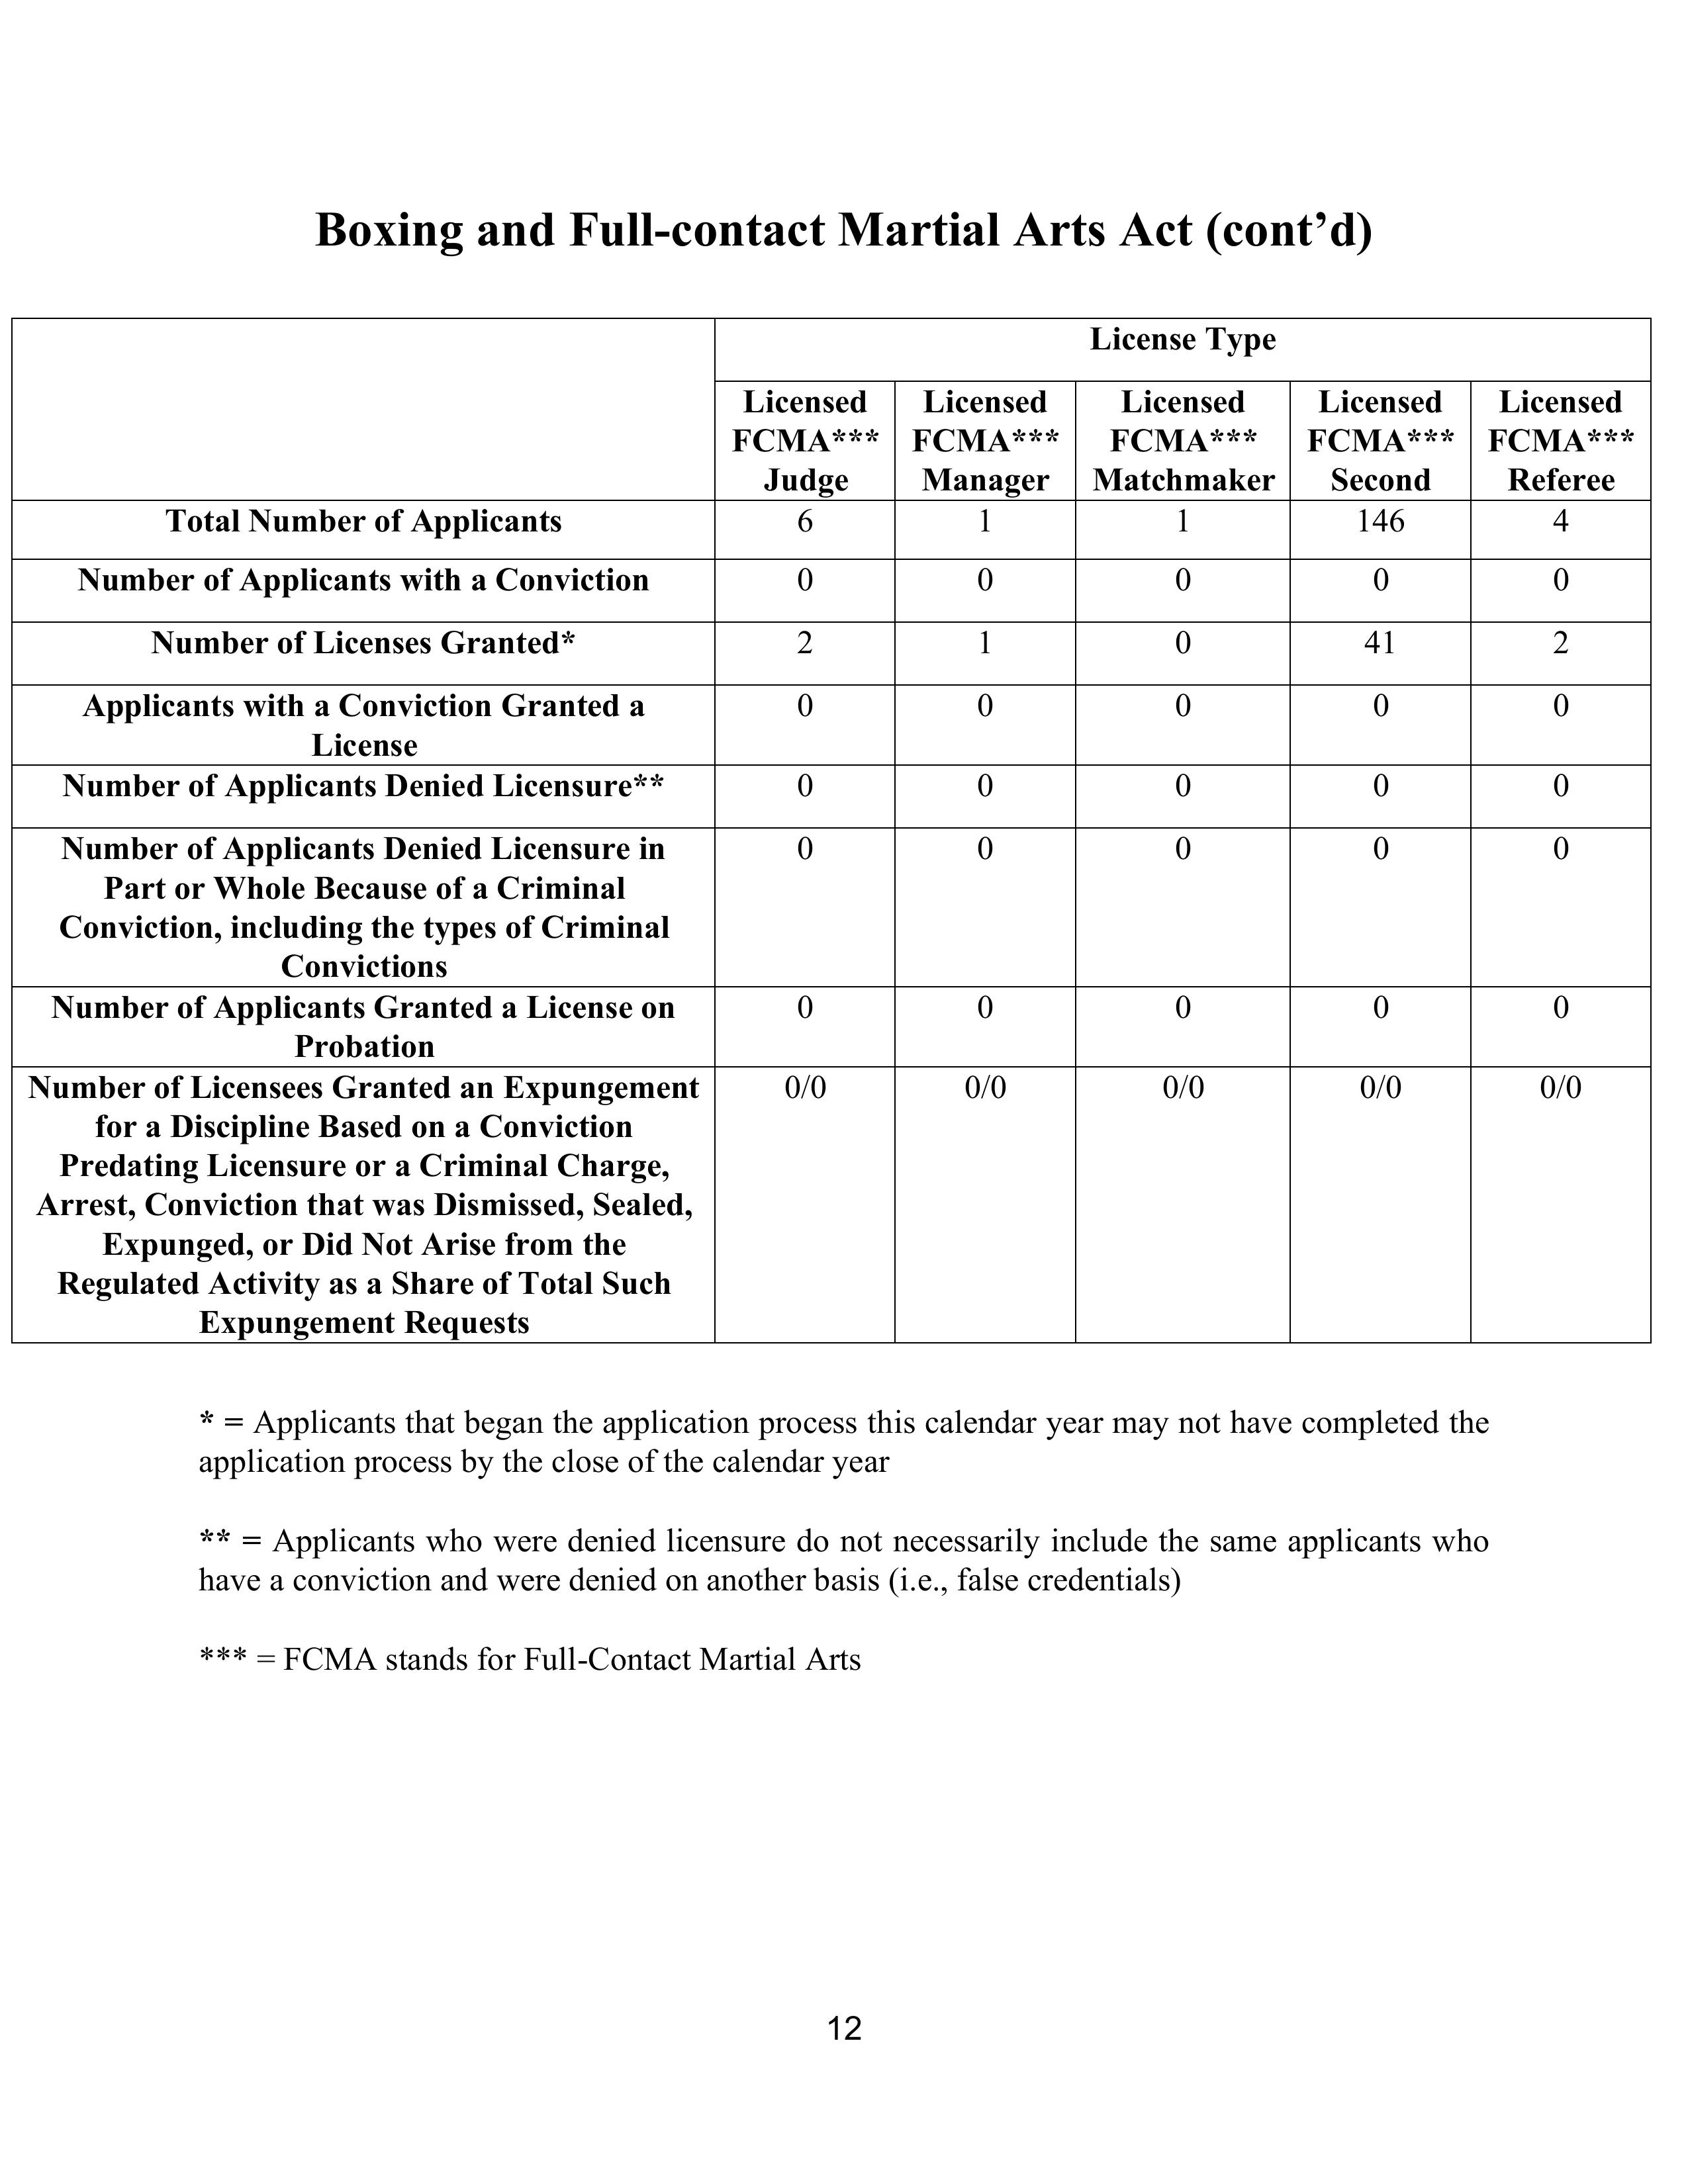 Boxing and Full-contact Martial Arts Act (cont’d)
License Type
Licensed FCMA*** Judge
Licensed FCMA*** Manager
Licensed FCMA*** Matchmaker
Licensed FCMA*** Second
Licensed FCMA*** Referee
Total Number of Applicants 6 1 1 146 4
Number of Applicants with a Conviction 0 0 0 0 0
Number of Licenses Granted* 2 1 0 41 2
Applicants with a Conviction Granted a
License
0 0 0 0 0
Number of Applicants Denied Licensure** 0 0 0 0 0
Number of Applicants Denied Licensure in
Part or Whole Because of a Criminal
Conviction, including the types of Criminal
Convictions
0 0 0 0 0
Number of Applicants Granted a License on
Probation
0 0 0 0 0
Number of Licensees Granted an Expungement
for a Discipline Based on a Conviction
Predating Licensure or a Criminal Charge,
Arrest, Conviction that was Dismissed, Sealed,
Expunged, or Did Not Arise from the
Regulated Activity as a Share of Total Such
Expungement Requests
0/0 0/0 0/0 0/0 0/0
* = Applicants that began the application process this calendar year may not have completed the
application process by the close of the calendar year
** = Applicants who were denied licensure do not necessarily include the same applicants who
have a conviction and were denied on another basis (i.e., false credentials)
*** = FCMA stands for Full-Contact Martial Arts
12